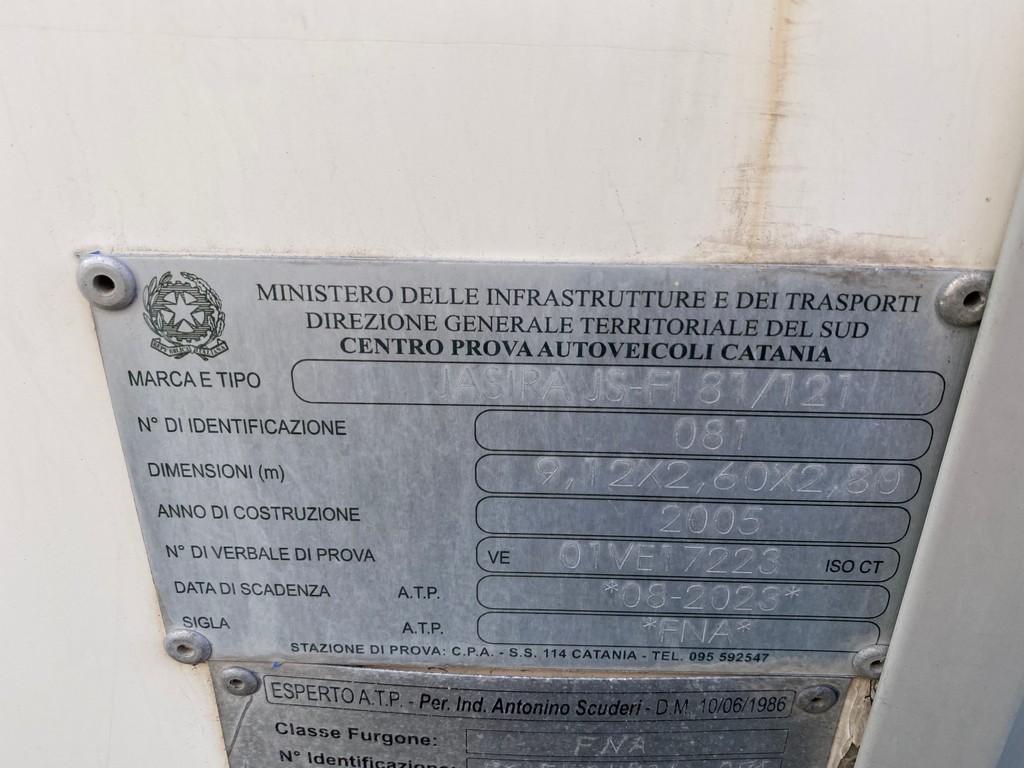 MINISTERO DELLE INFRASTRUTTURE E DEI TRASPORTI
DIREZIONE GENERALE TERRITORIALE DEL SUD
CENTRO PROVA AUTOVEICOLI CATANIA
MARCA E TIPO JASIRA JS-FI 81/121
N° DI IDENTIFICAZIONE 081
DIMENSIONI (m) 9,12X2,60X2,80
ANNO DI COSTRUZIONE 2005
N° DI VERBALE DI PROVA VE 01VE17223 ISO CT
DATA DI SCADENZA A.T.P. *08-2023*
SIGLA A.T.P. *FNA*
STAZIONE DI PROVA: C.P.A. - S.S. 114 CATANIA - TEL. 095 592547
ESPERTO A.T.P. - Per. Ind. Antonino Scuderi - D.M. 10/06/1986
Classe Furgone: FNA
N° Identificazione: